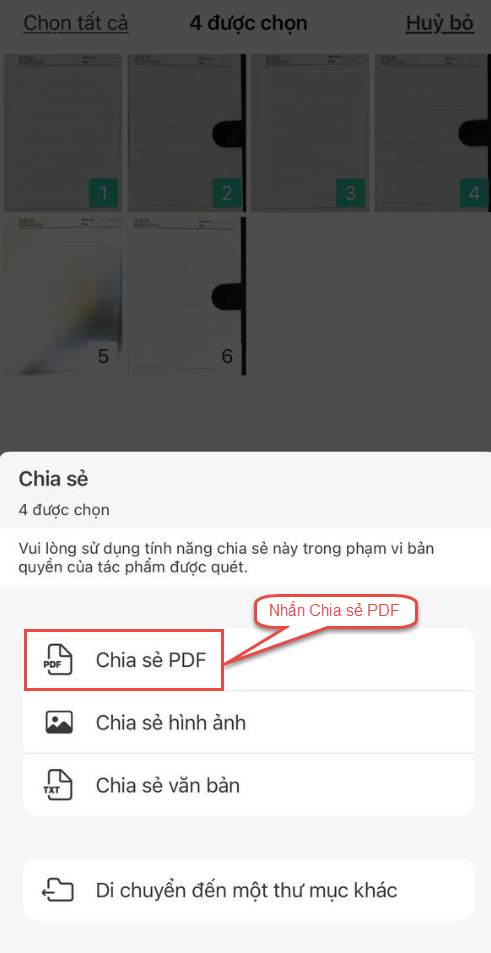 Chọn tất cả
4 được chọn
Huỷ bỏ
1
2
3
4
5
6
Chia sẻ
4 được chọn
Vui lòng sử dụng tính năng chia sẻ này trong phạm vi bản
quyền của tác phẩm được quét.
Nhấn Chia sẻ PDF
PDF
Chia sẻ PDF
Chia sẻ hình ảnh
TXT
Chia sẻ văn bản
Di chuyển đến một thư mục khác